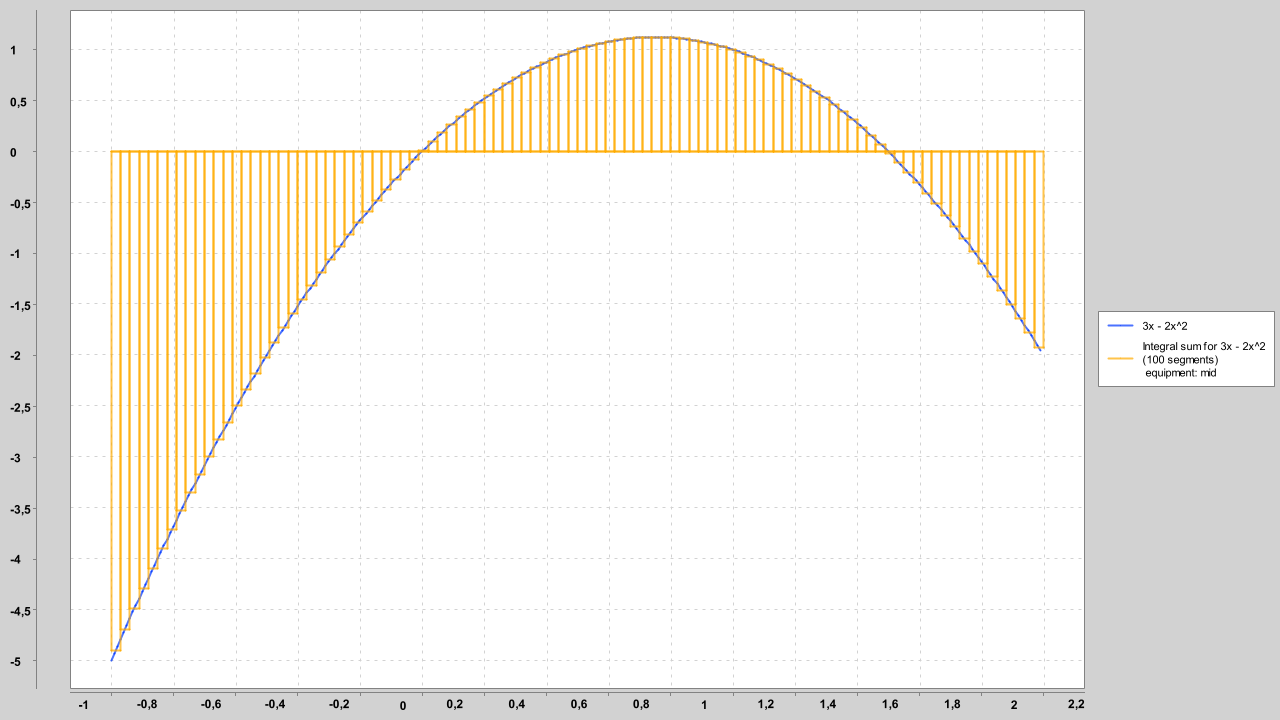 1
0,5
0
-0,5
-1
-1,5
-2
-2,5
-3
-3,5
-4
-4,5
-5
-1 -0,8 -0,6 -0,4 -0,2 0 0,2 0,4 0,6 0,8 1 1,2 1,4 1,6 1,8 2 2,2
3x - 2x^2
Integral sum for 3x - 2x^2
(100 segments)
equipment: mid